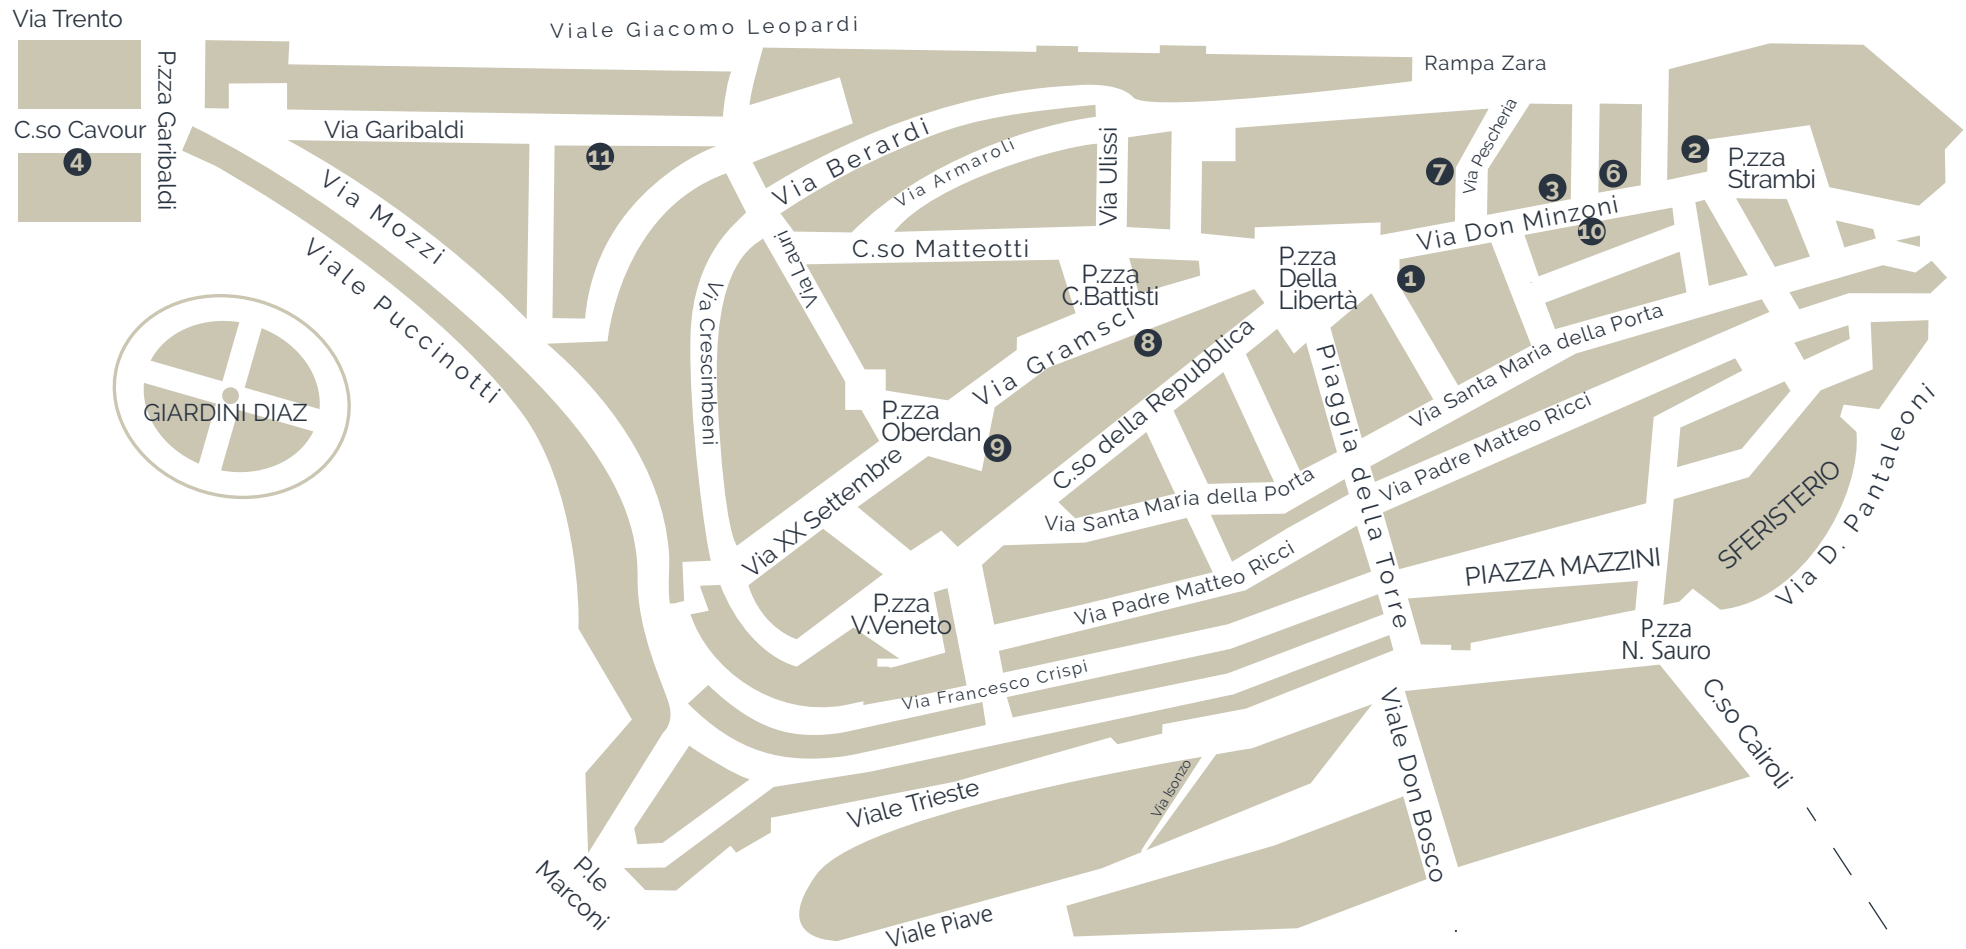 Via Trento
Viale Giacomo Leopardi
Rampa Zara
P.zza Garibaldi
C.so Cavour
4
Via Garibaldi
11
Via Mozzi
Viale Puccinotti
GIARDINI DIAZ
Via Berardi
Via Armaroli
Via Ulissi
Via Lauri
C.so Matteotti
P.zza
C.Battisti
Via Crescimbeni
Via Gramsci
8
P.zza
Della
Libertà
1
7
Via Pescheria
3
6
2
P.zza
Strambi
Via Don Minzoni
10
P.zza
Oberdan
9
C.so della Repubblica
Piaggia della Torre
Via Santa Maria della Porta
Via Padre Matteo Ricci
Via XX Settembre
Via Santa Maria della Porta
Via Padre Matteo Ricci
P.zza
V.Veneto
Via Francesco Crispi
PIAZZA MAZZINI
SFERISTERIO
Via D. Pantaleoni
P.zza
N. Sauro
C.so Cairoli
Viale Don Bosco
Viale Trieste
Via Isonzo
P.le
Marconi
Viale Piave